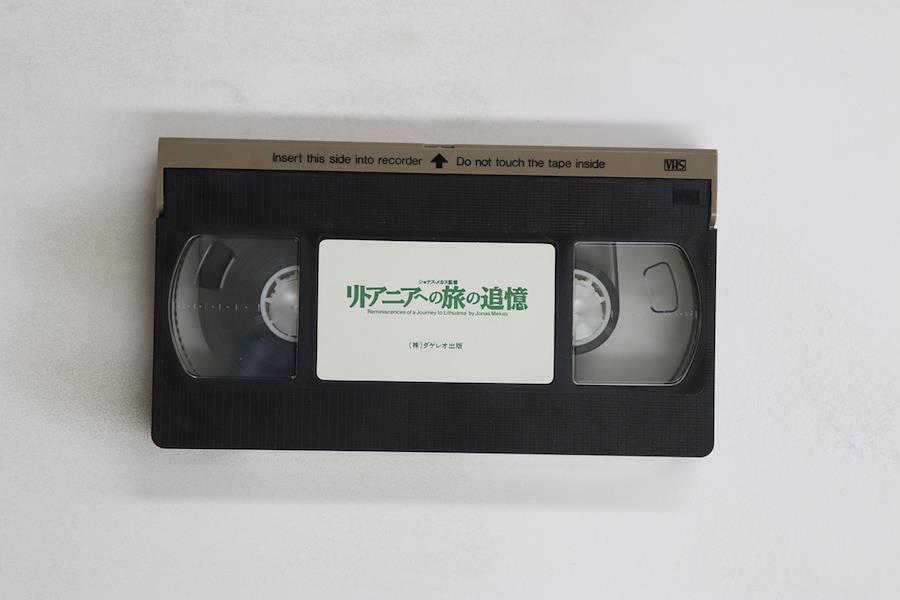 Insert this side into recorder ↑ Do not touch the tape inside VHS
ジョナス・メカス監督
リトアニアへの旅の追憶
Reminiscences of a Journey to Lithuania by Jonas Mekas
(株)ダゲレオ出版